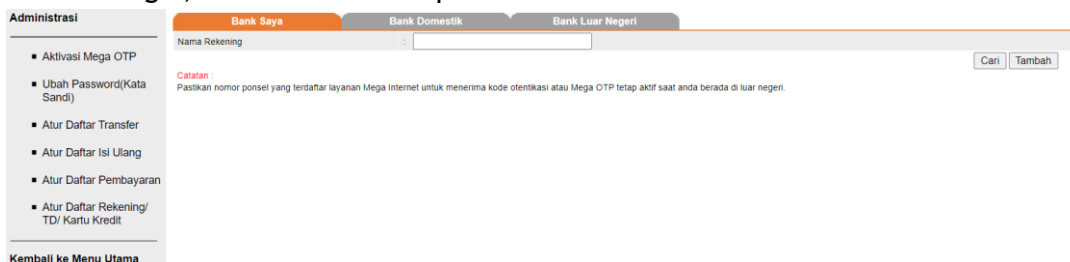 Administrasi
Bank Saya
Bank Domestik
Bank Luar Negeri
Nama Rekening :
Cari
Tambah
Catatan :
Pastikan nomor ponsel yang terdaftar layanan Mega Internet untuk menerima kode otentikasi atau Mega OTP tetap aktif saat anda berada di luar negeri.
Aktivasi Mega OTP
Ubah Password(Kata
Sandi)
Atur Daftar Transfer
Atur Daftar Isi Ulang
Atur Daftar Pembayaran
Atur Daftar Rekening/
TD/ Kartu Kredit
Kembali ke Menu Utama